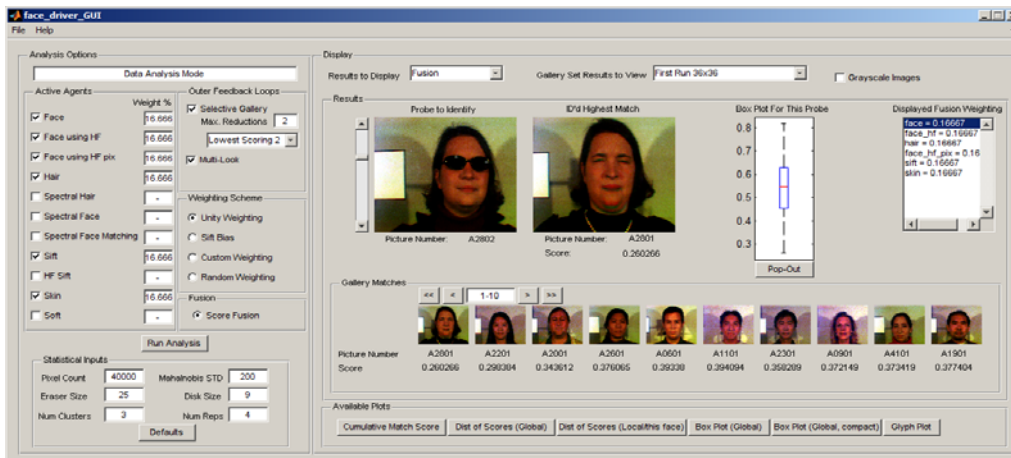 face_driver_GUI
File Help
Analysis Options
Data Analysis Mode
Active Agents
Weight %
Face 16.666
Face using HF 16.666
Face using HF pix 16.666
Hair 16.666
Spectral Hair -
Spectral Face -
Spectral Face Matching -
Sift 16.666
HF Sift -
Skin 16.666
Soft -
Outer Feedback Loops
Selective Gallery
Max. Reductions 2
Lowest Scoring 2
Multi-Look
Weighting Scheme
Unity Weighting
Sift Bias
Custom Weighting
Random Weighting
Fusion
Score Fusion
Run Analysis
Statistical Inputs
Pixel Count 40000 Mahalnobis STD 200
Eraser Size 25 Disk Size 9
Num Clusters 3 Num Reps 4
Defaults
Display
Results to Display Fusion Gallery Set Results to View First Run 36x36 Grayscale Images
Results
Probe to Identify
Picture Number: A2802
ID'd Highest Match
Picture Number: A2801
Score: 0.260266
Box Plot For This Probe
0.8
0.7
0.6
0.5
0.4
0.3
Pop-Out
Displayed Fusion Weighting
face = 0.16667
face_hf = 0.16667
hair = 0.16667
face_hf_pix = 0.16
sift = 0.16667
skin = 0.16667
Gallery Matches
<< < 1-10 > >>
Picture Number A2801 A2201 A2001 A2601 A0601 A1101 A2301 A0901 A4101 A1901
Score 0.260266 0.298384 0.343612 0.376065 0.39338 0.394094 0.358289 0.372149 0.373419 0.377404
Available Plots
Cumulative Match Score Dist of Scores (Global) Dist of Scores (Local/this face) Box Plot (Global) Box Plot (Global, compact) Glyph Plot